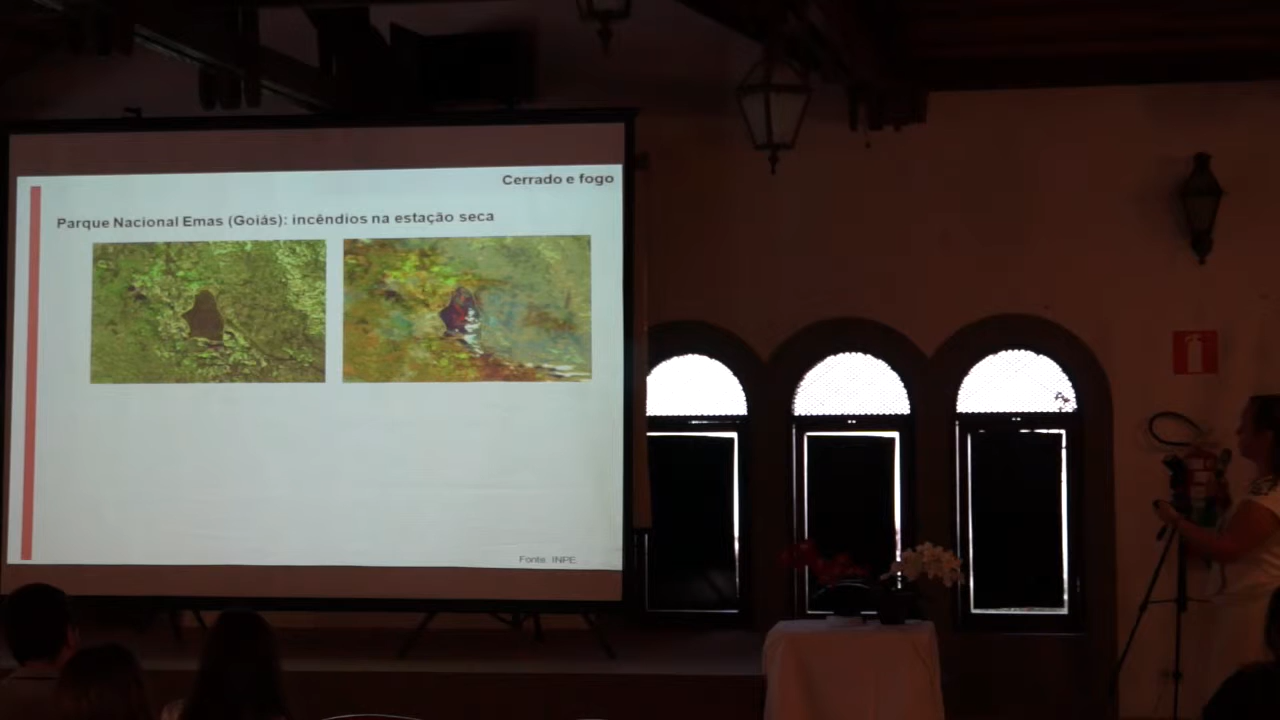 Cerrado e fogo
Parque Nacional Emas (Goiás): incêndios na estação seca
Fonte: INPE